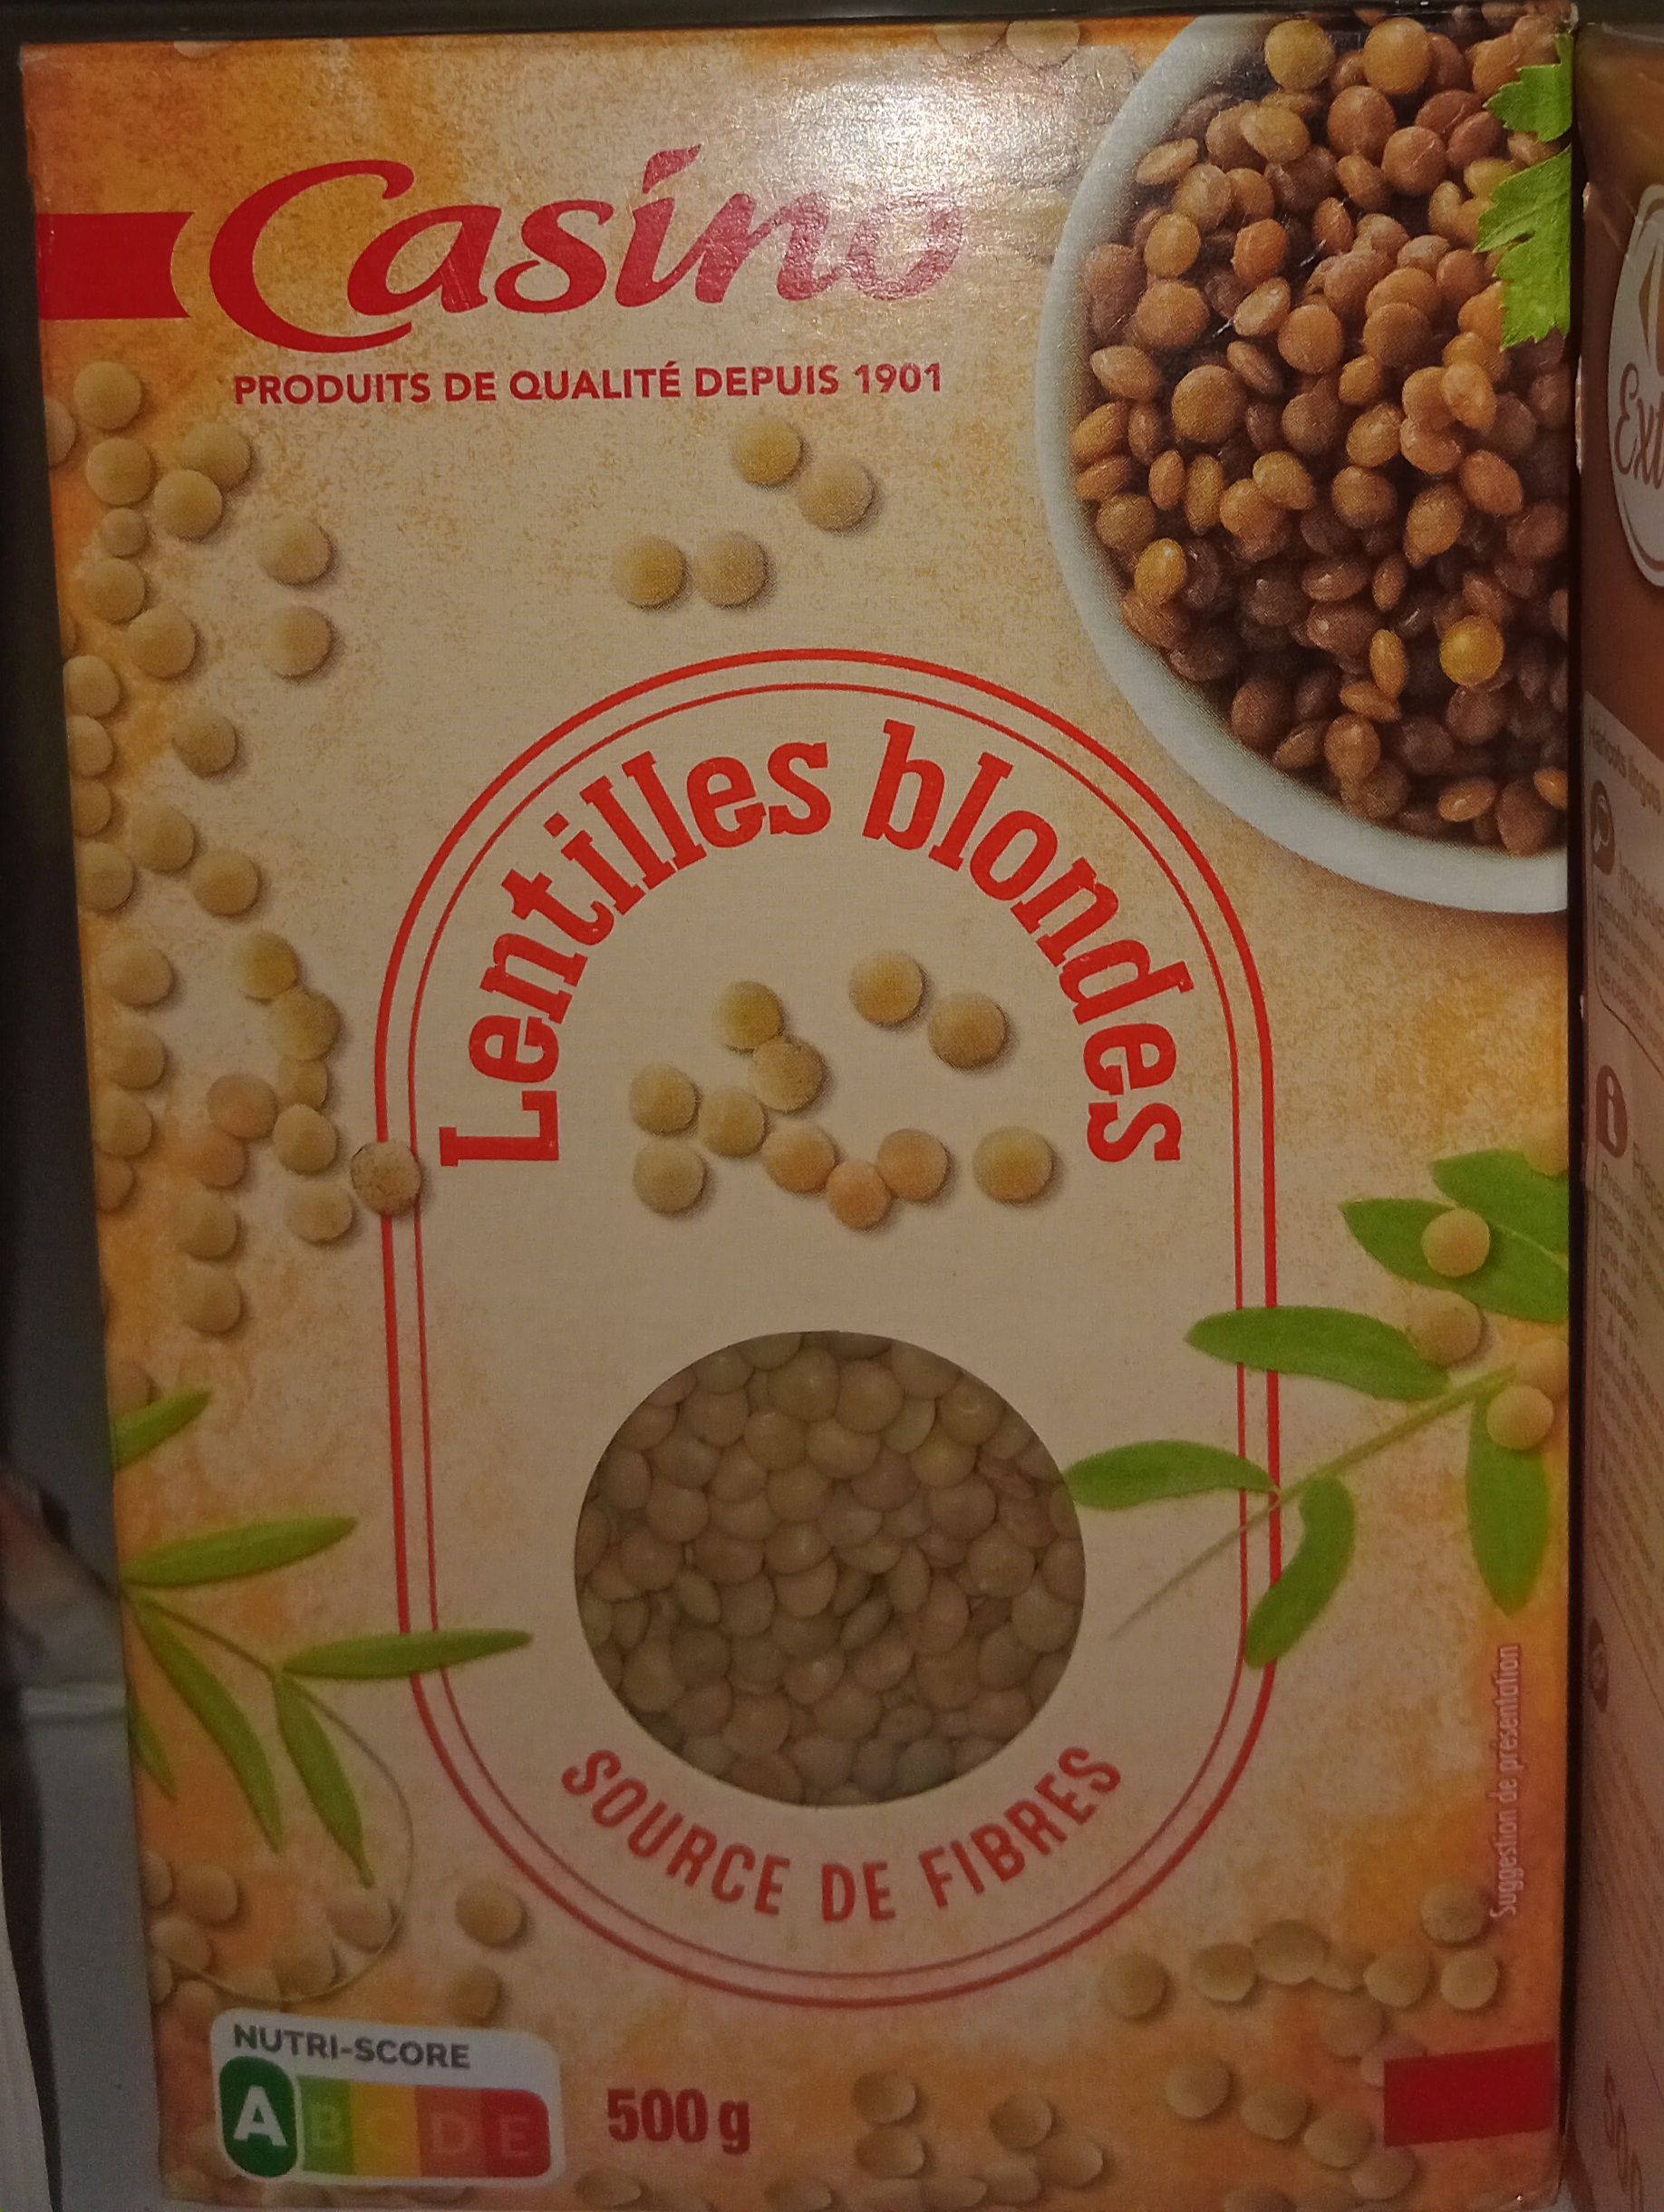 Casino
PRODUITS DE QUALITÉ DEPUIS 1901
Lentilles blondes
SOURCE DE FIBRES
Suggestion de présentation
NUTRI-SCORE
A B C D E
500 g